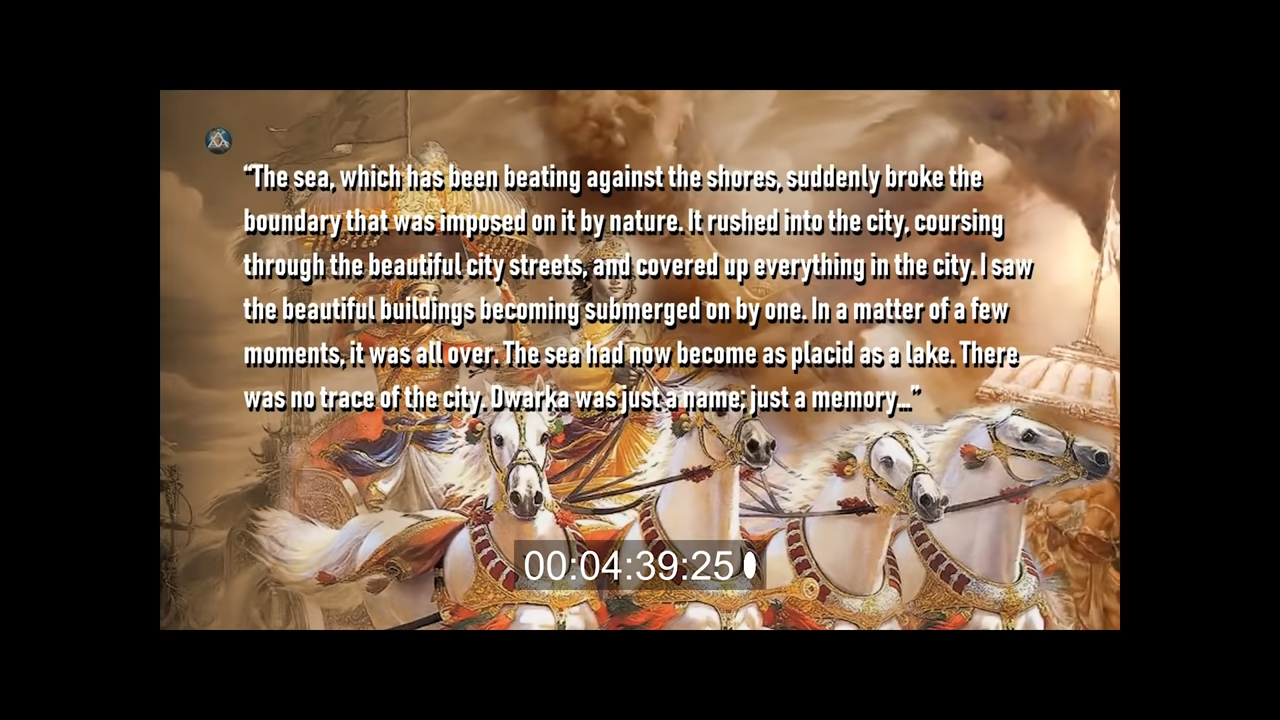 “The sea, which has been beating against the shores, suddenly broke the
boundary that was imposed on it by nature. It rushed into the city, coursing
through the beautiful city streets, and covered up everything in the city. I saw
the beautiful buildings becoming submerged on by one. In a matter of a few
moments, it was all over. The sea had now become as placid as a lake. There
was no trace of the city. Dwarka was just a name; just a memory...”
00:04:39:25